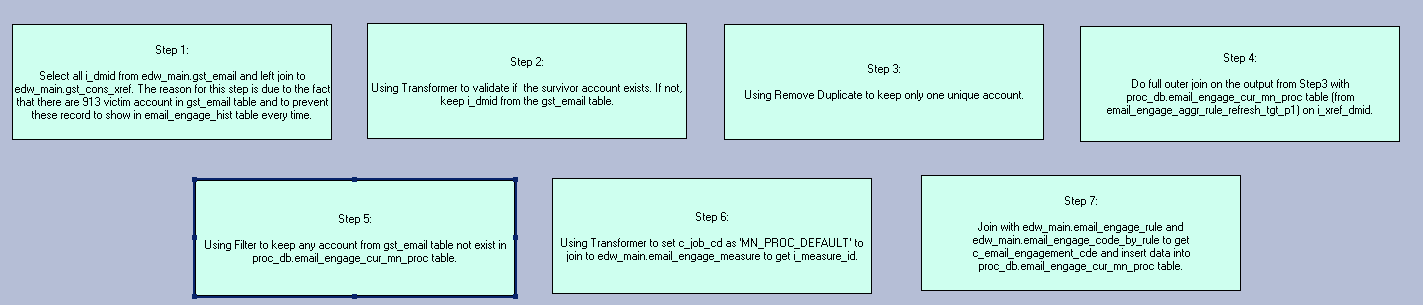 Step 1:
Select all i_dmid from edw_main.gst_email and left join to
edw_main.gst_cons_xref. The reason for this step is due to the fact
that there are 913 victim account in gst_email table and to prevent
these record to show in email_engage_hist table every time.
Step 2:
Using Transformer to validate if  the survivor account exists. If not,
keep i_dmid from the gst_email table.
Step 3:
Using Remove Duplicate to keep only one unique account.
Step 4:
Do full outer join on the output from Step3 with
proc_db.email_engage_cur_mn_proc table (from
email_engage_aggr_rule_refresh_tgt_p1) on i_xref_dmid.
Step 5:
Using Filter to keep any account from gst_email table not exist in
proc_db.email_engage_cur_mn_proc table.
Step 6:
Using Transformer to set c_job_cd as 'MN_PROC_DEFAULT' to
join to edw_main.email_engage_measure to get i_measure_id.
Step 7:
Join with edw_main.email_engage_rule and
edw_main.email_engage_code_by_rule to get
c_email_engagement_cde and insert data into
proc_db.email_engage_cur_mn_proc table.